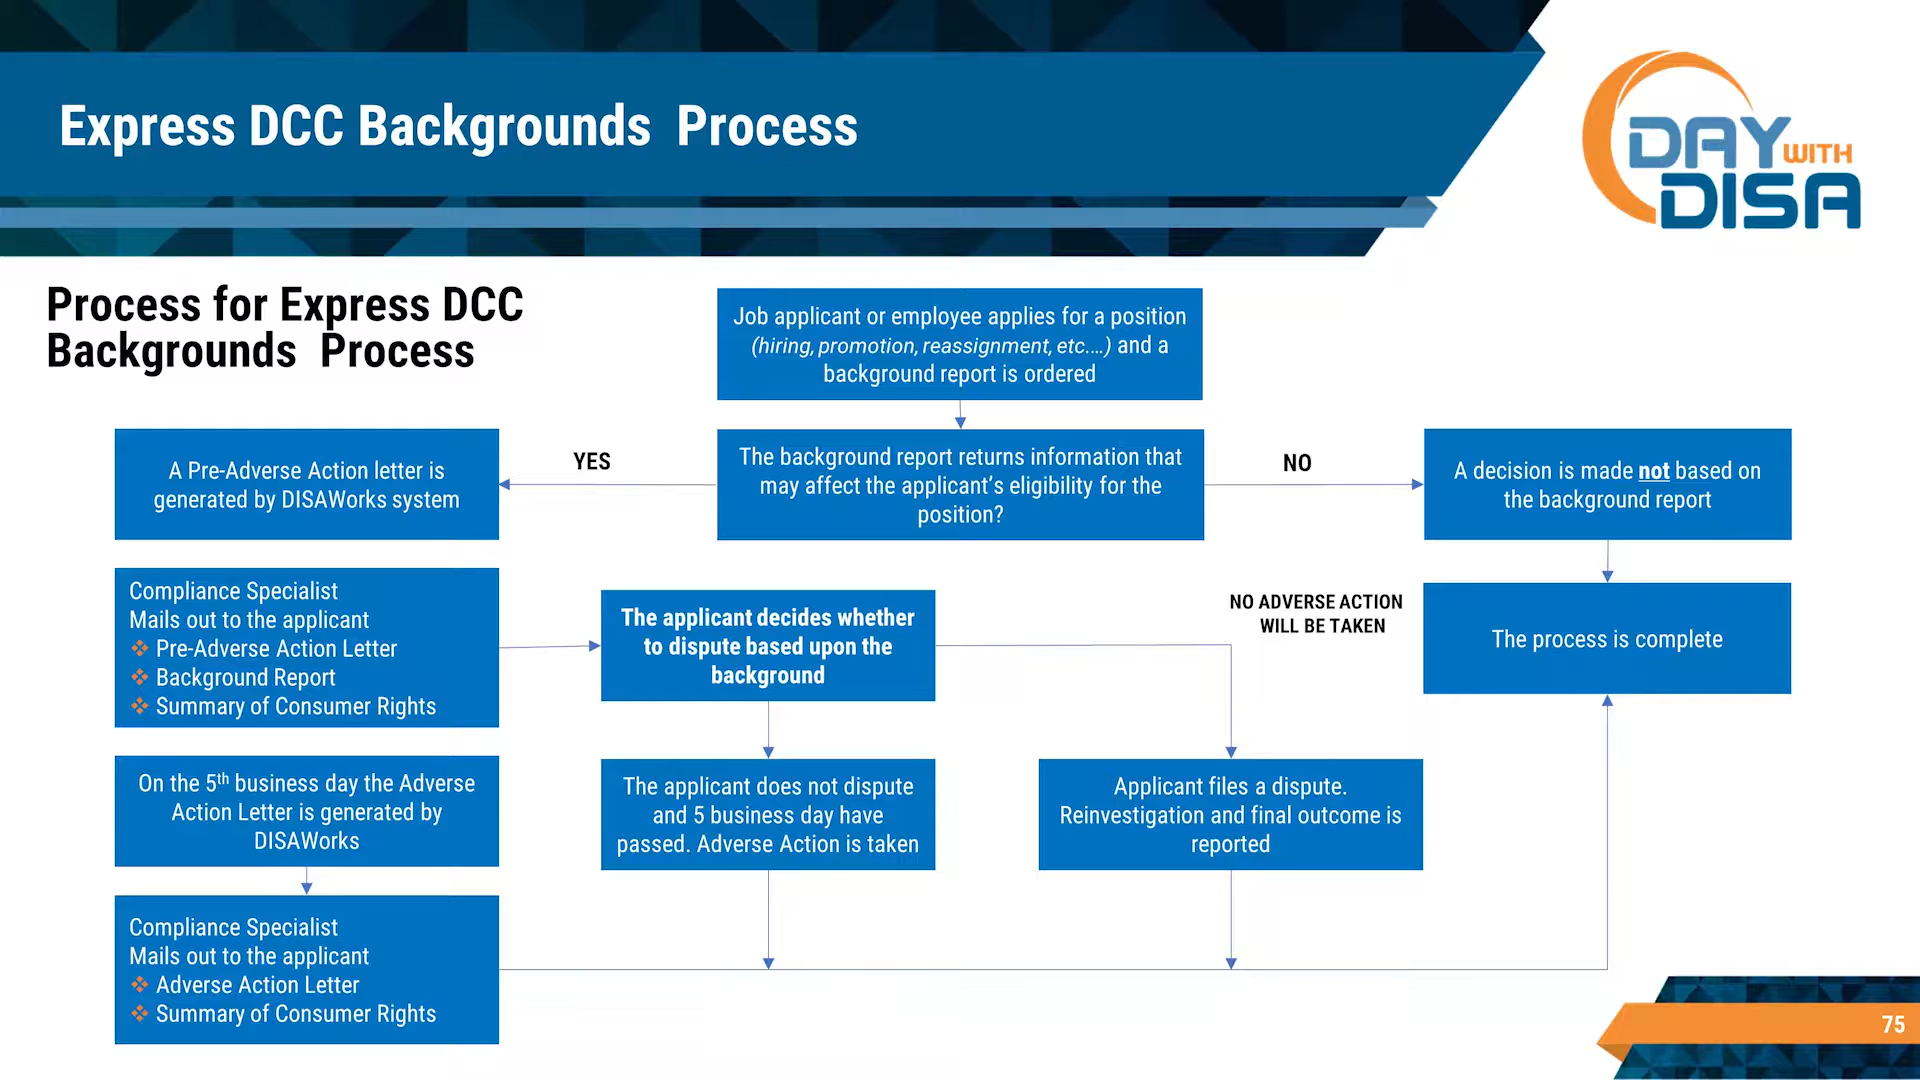 Express DCC Backgrounds  Process
DAY WITH
DISA
Process for Express DCC
Backgrounds  Process
Job applicant or employee applies for a position
(hiring, promotion, reassignment, etc....) and a
background report is ordered
A Pre-Adverse Action letter is
generated by DISAWorks system
YES
The background report returns information that
may affect the applicant's eligibility for the
position?
NO
A decision is made not based on
the background report
Compliance Specialist
Mails out to the applicant
❖ Pre-Adverse Action Letter
❖ Background Report
❖ Summary of Consumer Rights
The applicant decides whether
to dispute based upon the
background
NO ADVERSE ACTION
WILL BE TAKEN
The process is complete
On the 5th business day the Adverse
Action Letter is generated by
DISAWorks
The applicant does not dispute
and 5 business day have
passed. Adverse Action is taken
Applicant files a dispute.
Reinvestigation and final outcome is
reported
Compliance Specialist
Mails out to the applicant
❖ Adverse Action Letter
❖ Summary of Consumer Rights
75